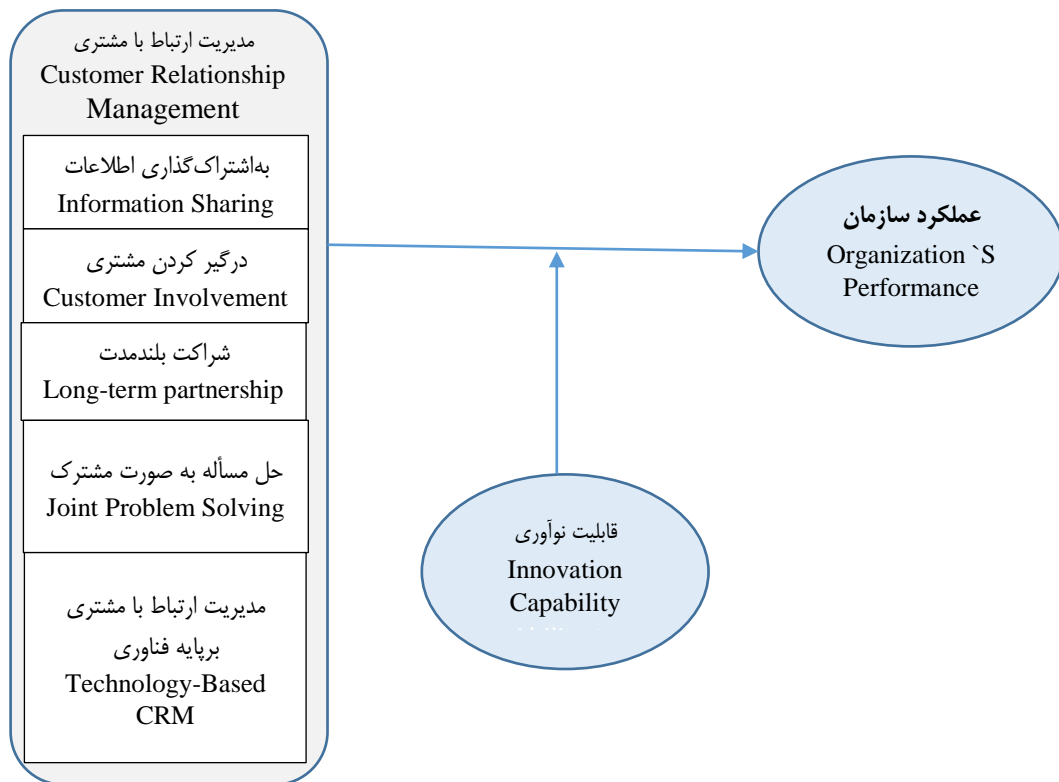 مدیریت ارتباط با مشتری
Customer Relationship
Management
به‌اشتراک‌گذاری اطلاعات
Information Sharing
درگیر کردن مشتری
Customer Involvement
شراکت بلندمدت
Long-term partnership
حل مسأله به صورت مشترک
Joint Problem Solving
مدیریت ارتباط با مشتری
برپایه فناوری
Technology-Based
CRM
عملکرد سازمان
Organization `S
Performance
قابلیت نوآوری
Innovation
Capability